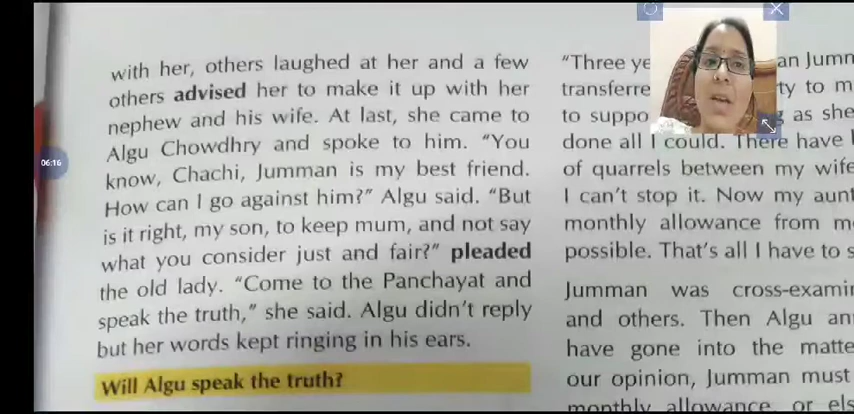 with her, others laughed at her and a few
others advised her to make it up with her
nephew and his wife. At last, she came to
Algu Chowdhry and spoke to him. "You
know, Chachi, Jumman is my best friend.
How can I go against him?" Algu said. "But
is it right, my son, to keep mum, and not say
what you consider just and fair?" pleaded
the old lady. "Come to the Panchayat and
speak the truth," she said. Algu didn't reply
but her words kept ringing in his ears.
Will Algu speak the truth?
06:16
"Three ye an Jumn
transferre ty to m
to suppo as she
done all I could. There have
of quarrels between my wife
I can't stop it. Now my aunt
monthly allowance from m
possible. That's all I have to s
Jumman was cross-examin
and others. Then Algu an
have gone into the matte
our opinion, Jumman must
monthly allowance, or els